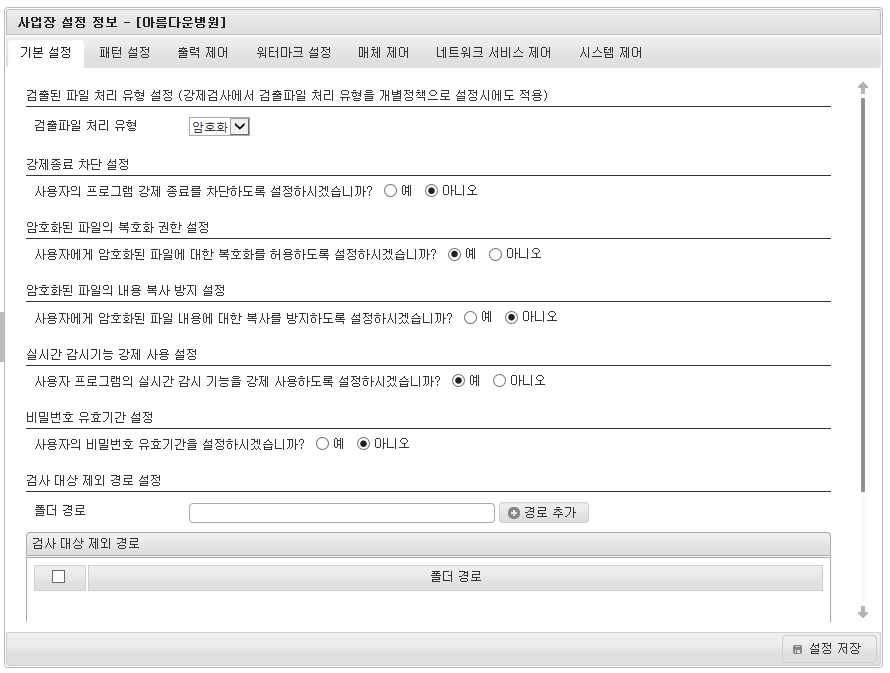 사업장 설정 정보 - [아름다운병원]
기본 설정 패턴 설정 출력 제어 워터마크 설정 매체 제어 네트워크 서비스 제어 시스템 제어
검출된 파일 처리 유형 설정 (강제검사에서 검출파일 처리 유형을 개별정책으로 설정시에도 적용)
검출파일 처리 유형 암호화
강제종료 차단 설정
사용자의 프로그램 강제 종료를 차단하도록 설정하시겠습니까? 예 아니오
암호화된 파일의 복호화 권한 설정
사용자에게 암호화된 파일에 대한 복호화를 허용하도록 설정하시겠습니까? 예 아니오
암호화된 파일의 내용 복사 방지 설정
사용자에게 암호화된 파일 내용에 대한 복사를 방지하도록 설정하시겠습니까? 예 아니오
실시간 감시기능 강제 사용 설정
사용자 프로그램의 실시간 감시 기능을 강제 사용하도록 설정하시겠습니까? 예 아니오
비밀번호 유효기간 설정
사용자의 비밀번호 유효기간을 설정하시겠습니까? 예 아니오
검사 대상 제외 경로 설정
폴더 경로 경로 추가
검사 대상 제외 경로
폴더 경로
설정 저장